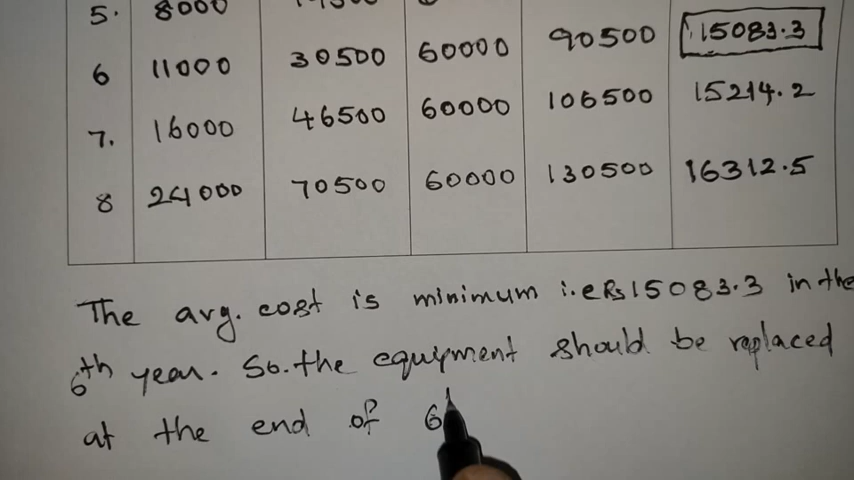 5. 8000
6 11000 30500 60000 90500 15083.3
7. 16000 46500 60000 106500 15214.2
8 24000 70500 60000 130500 16312.5
The avg. cost is minimum i.e Rs 15083.3 in the
6th year. So. the equipment should be replaced
at the end of 6